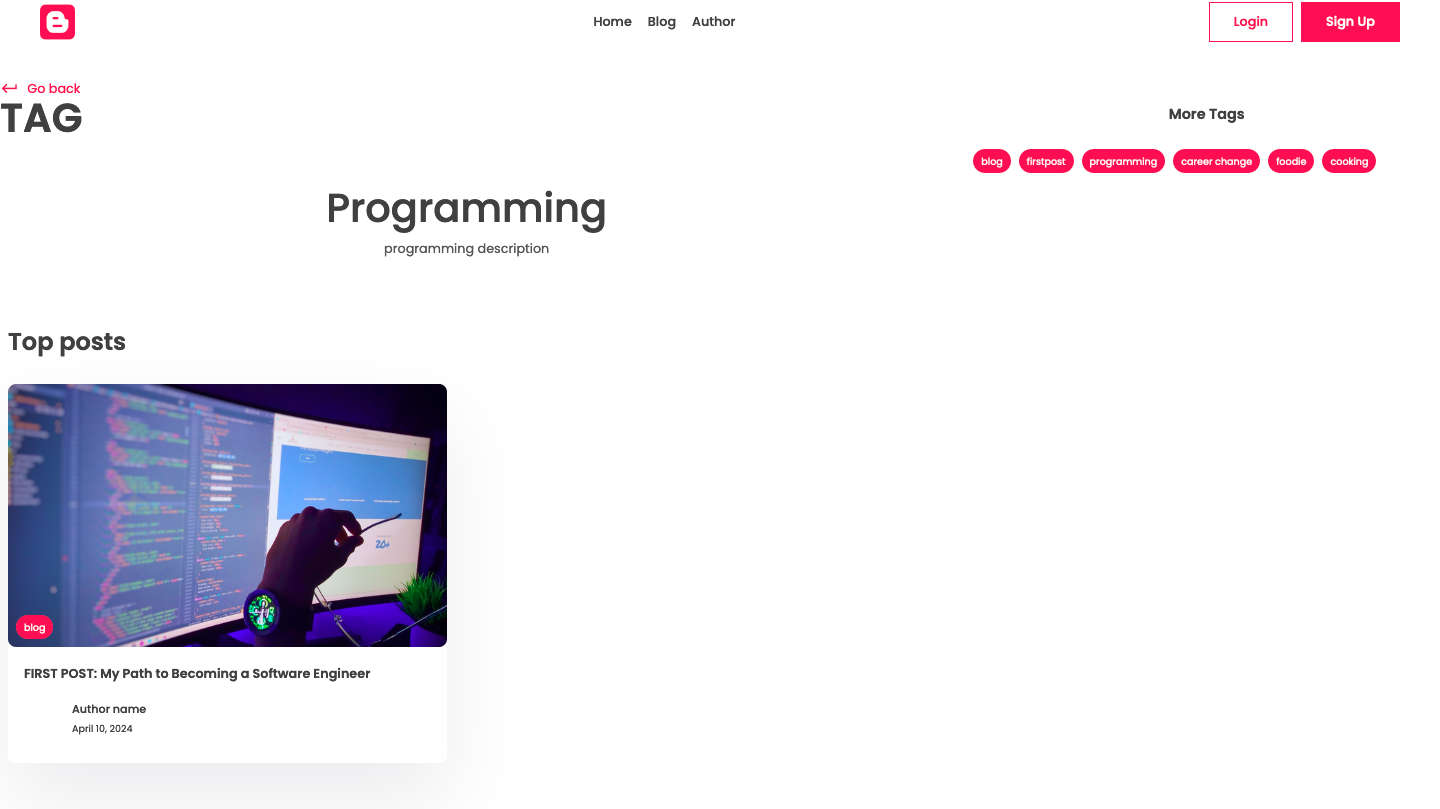 Home Blog Author
Login Sign Up
Go back
TAG
More Tags
blog firstpost programming career change foodie cooking
Programming
programming description
Top posts
20+
blog
FIRST POST: My Path to Becoming a Software Engineer
Author name
April 10, 2024